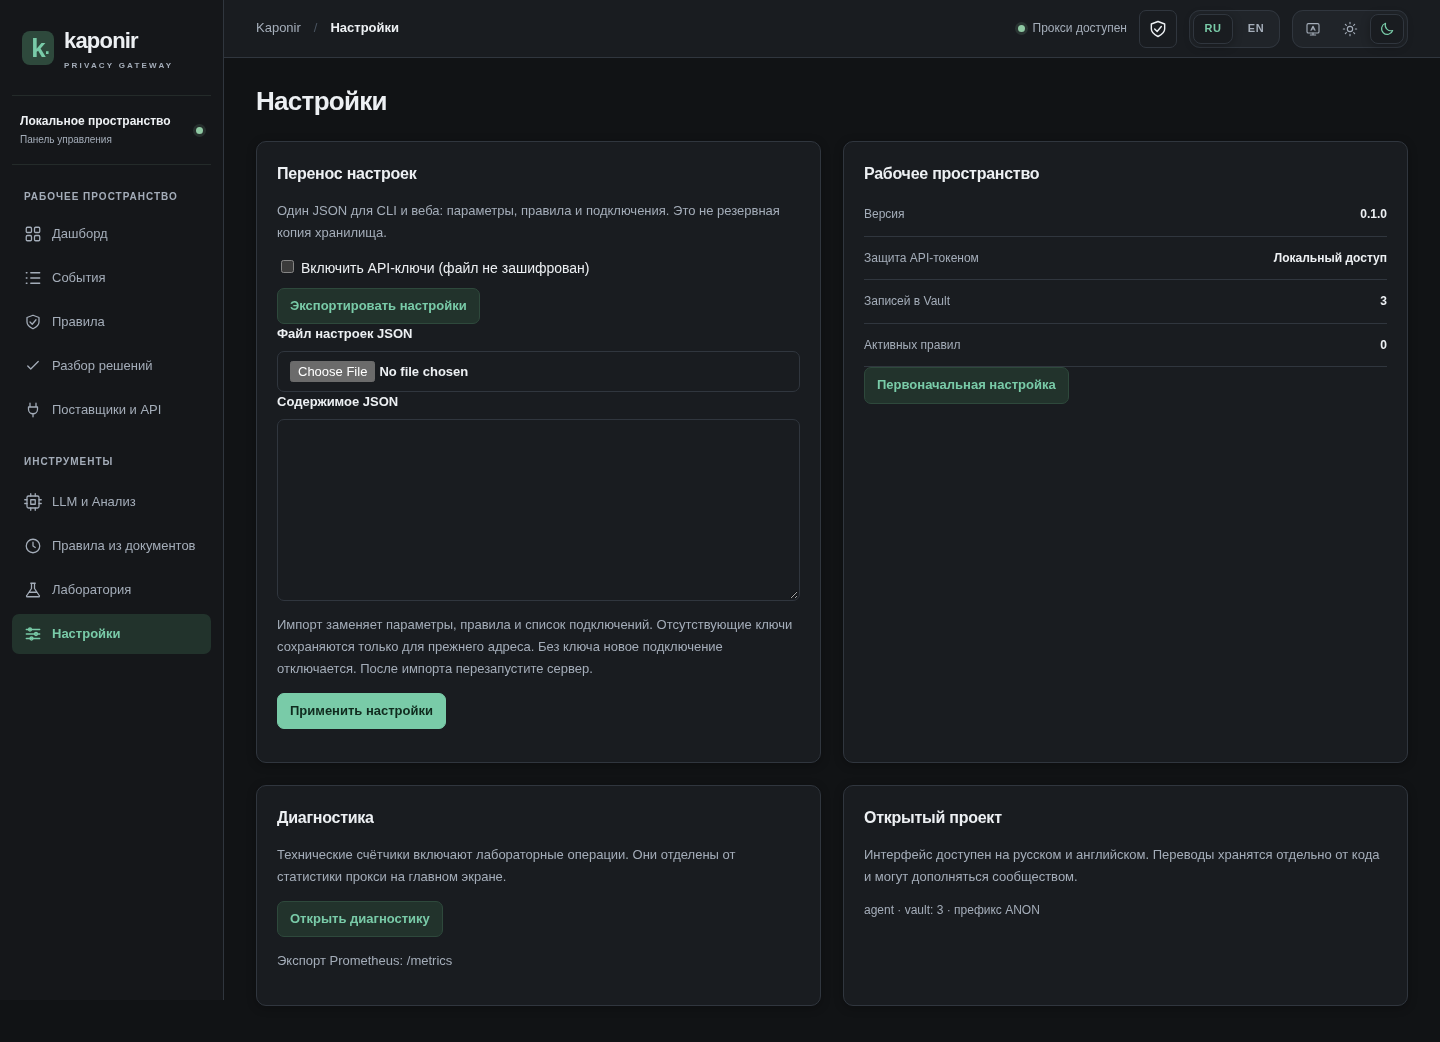 k.
kaponir
PRIVACY GATEWAY
Локальное пространство
Панель управления
РАБОЧЕЕ ПРОСТРАНСТВО
Дашборд
События
Правила
Разбор решений
Поставщики и API
ИНСТРУМЕНТЫ
LLM и Анализ
Правила из документов
Лаборатория
Настройки
Kaponir / Настройки
Прокси доступен
RU EN
Настройки
Перенос настроек
Один JSON для CLI и веба: параметры, правила и подключения. Это не резервная
копия хранилища.
Включить API-ключи (файл не зашифрован)
Экспортировать настройки
Файл настроек JSON
Choose File No file chosen
Содержимое JSON
Импорт заменяет параметры, правила и список подключений. Отсутствующие ключи
сохраняются только для прежнего адреса. Без ключа новое подключение
отключается. После импорта перезапустите сервер.
Применить настройки
Рабочее пространство
Версия 0.1.0
Защита API-токеном Локальный доступ
Записей в Vault 3
Активных правил 0
Первоначальная настройка
Диагностика
Технические счётчики включают лабораторные операции. Они отделены от
статистики прокси на главном экране.
Открыть диагностику
Экспорт Prometheus: /metrics
Открытый проект
Интерфейс доступен на русском и английском. Переводы хранятся отдельно от кода
и могут дополняться сообществом.
agent · vault: 3 · префикс ANON